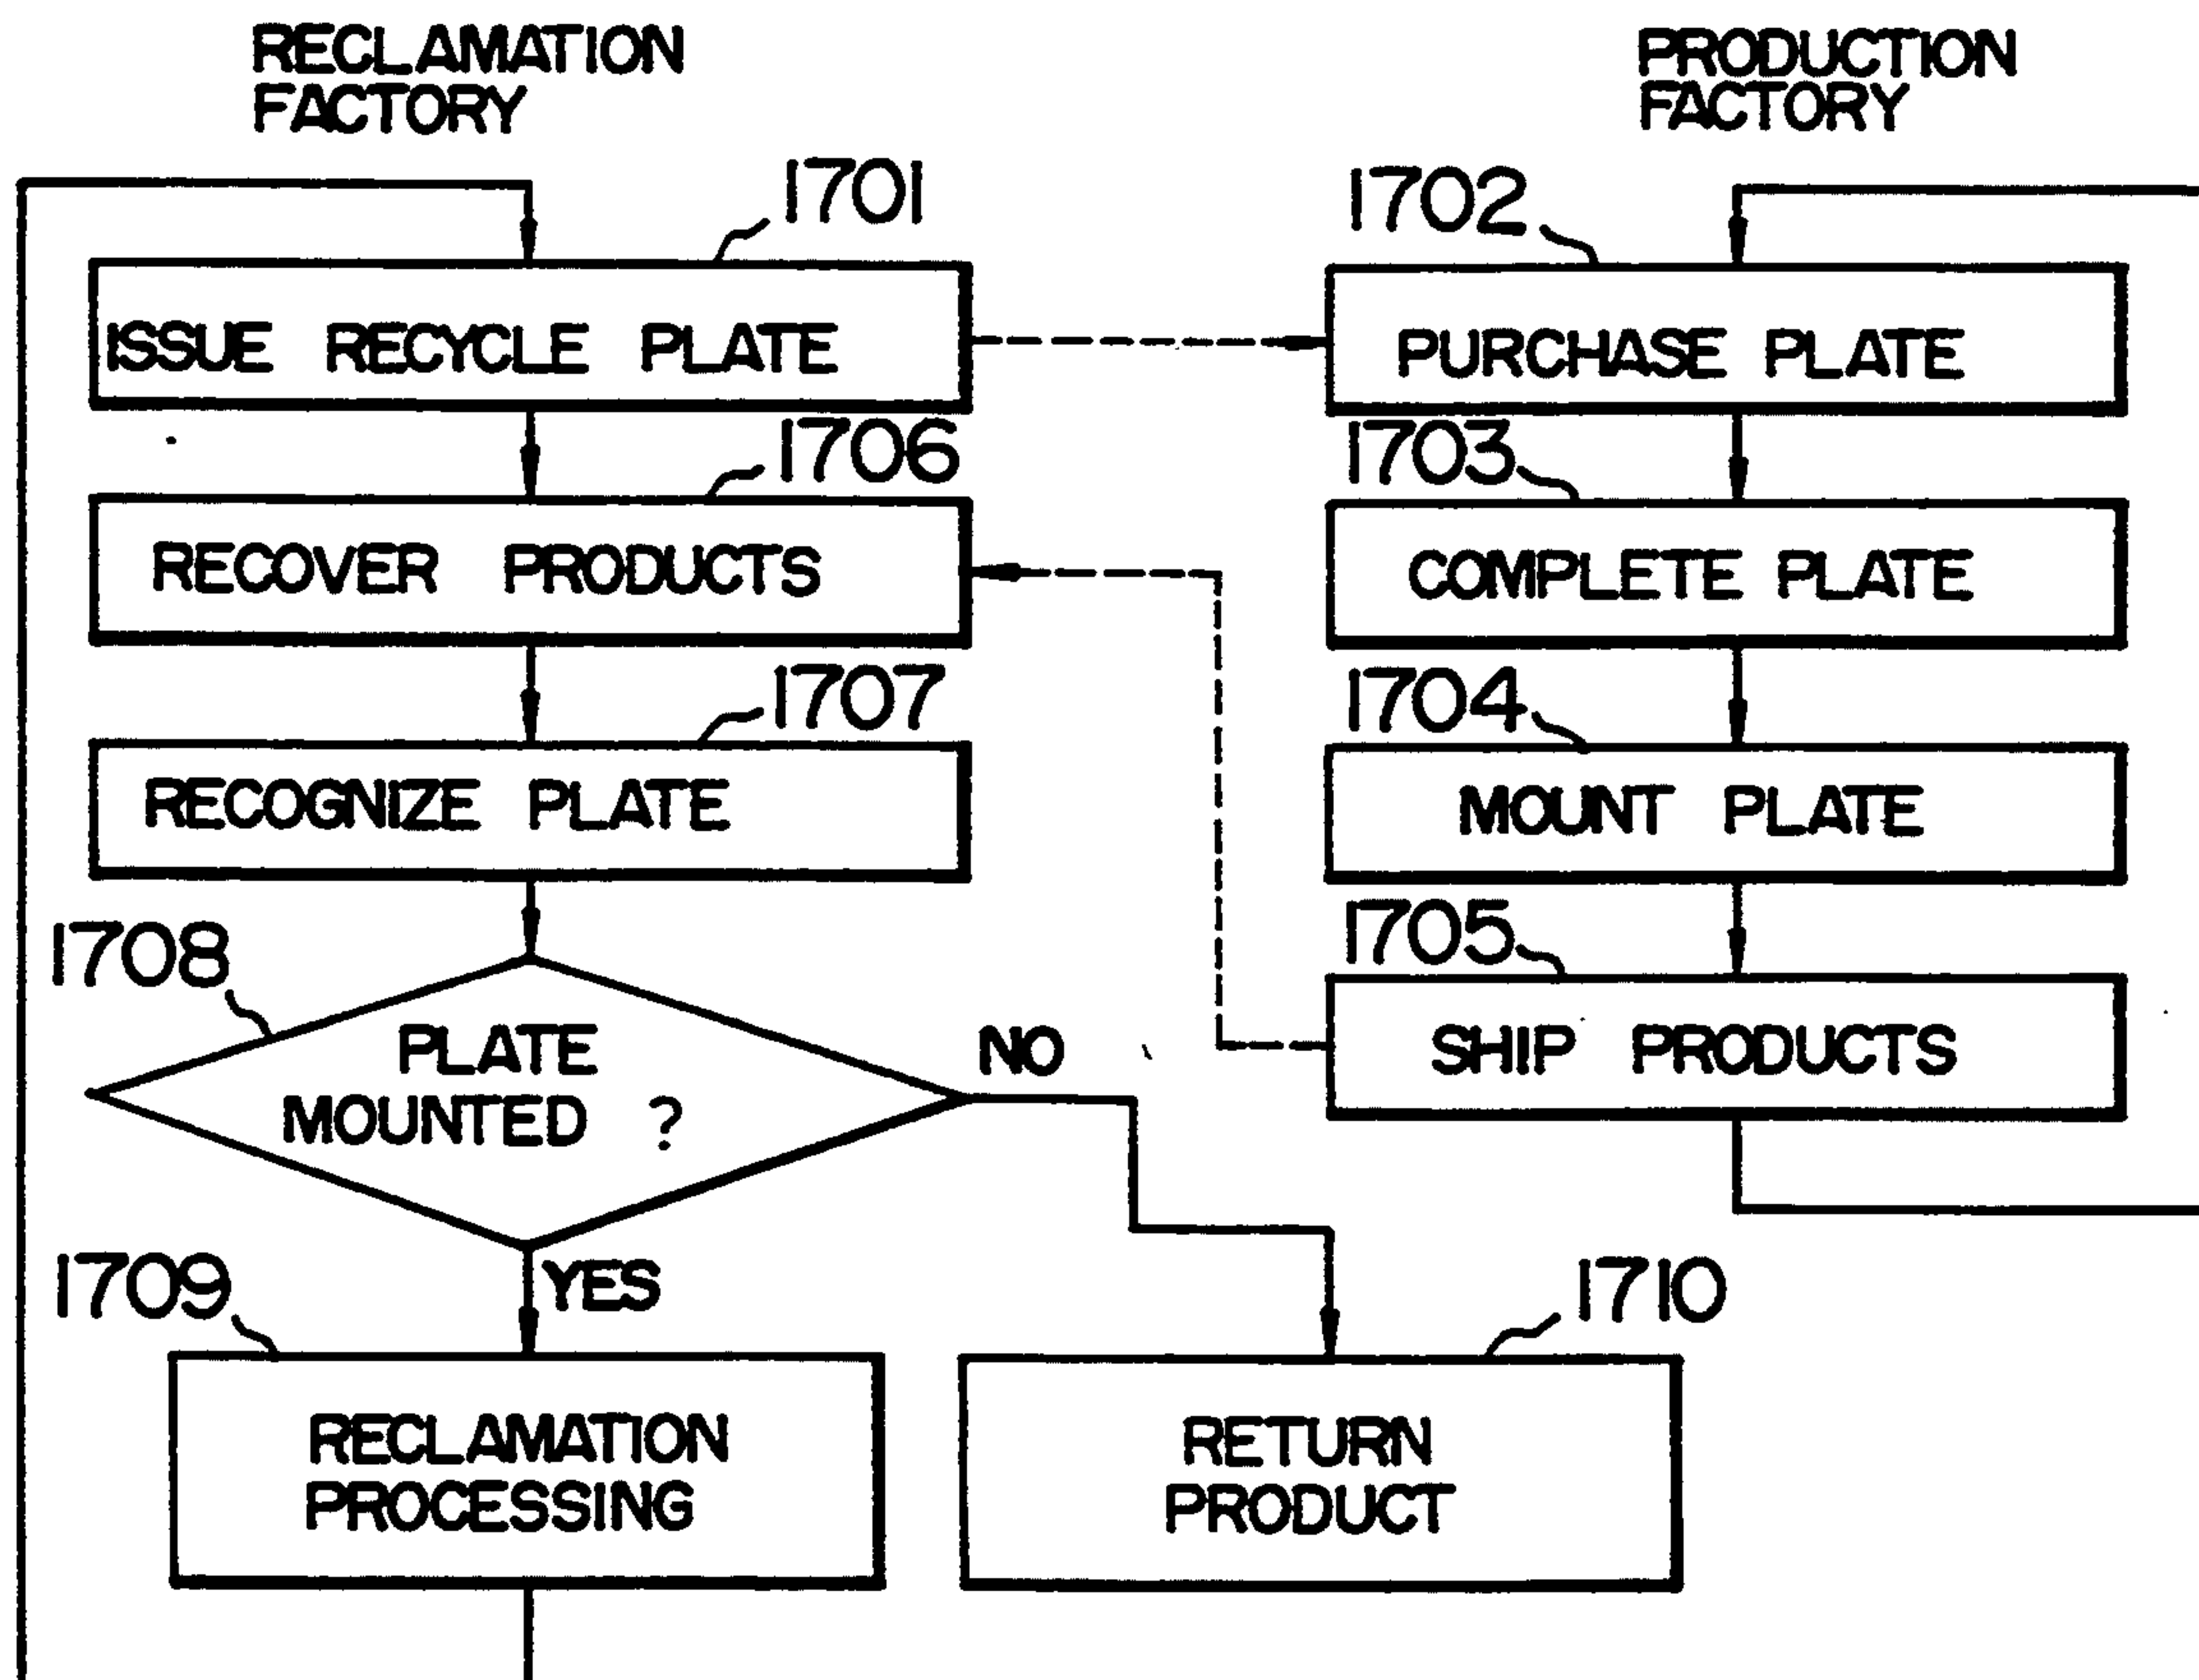 RECLAMATION
FACTORY
PRODUCTION
FACTORY
1701
1702
ISSUE RECYCLE PLATE
PURCHASE PLATE
1706
1703
RECOVER PRODUCTS
COMPLETE PLATE
1707
1704
RECOGNIZE PLATE
MOUNT PLATE
1708
1705
PLATE
MOUNTED ?
NO
SHIP PRODUCTS
1709
YES
1710
RECLAMATION
PROCESSING
RETURN
PRODUCT